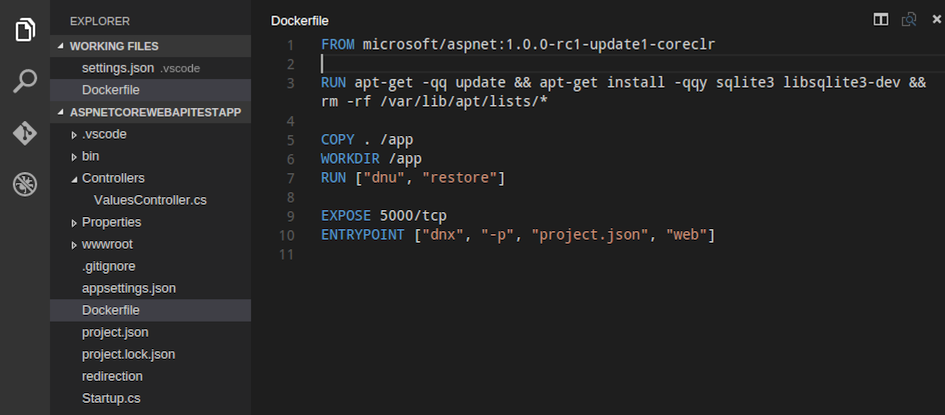 EXPLORER
WORKING FILES
settings.json .vscode
Dockerfile
ASPNETCOREWEBAPITESTAPP
.vscode
bin
Controllers
ValuesController.cs
Properties
wwwroot
.gitignore
appsettings.json
Dockerfile
project.json
project.lock.json
redirection
Startup.cs
Dockerfile
1 FROM microsoft/aspnet:1.0.0-rc1-update1-coreclr
2
3 RUN apt-get -qq update && apt-get install -qqy sqlite3 libsqlite3-dev &&
rm -rf /var/lib/apt/lists/*
4
5 COPY . /app
6 WORKDIR /app
7 RUN ["dnu", "restore"]
8
9 EXPOSE 5000/tcp
10 ENTRYPOINT ["dnx", "-p", "project.json", "web"]
11